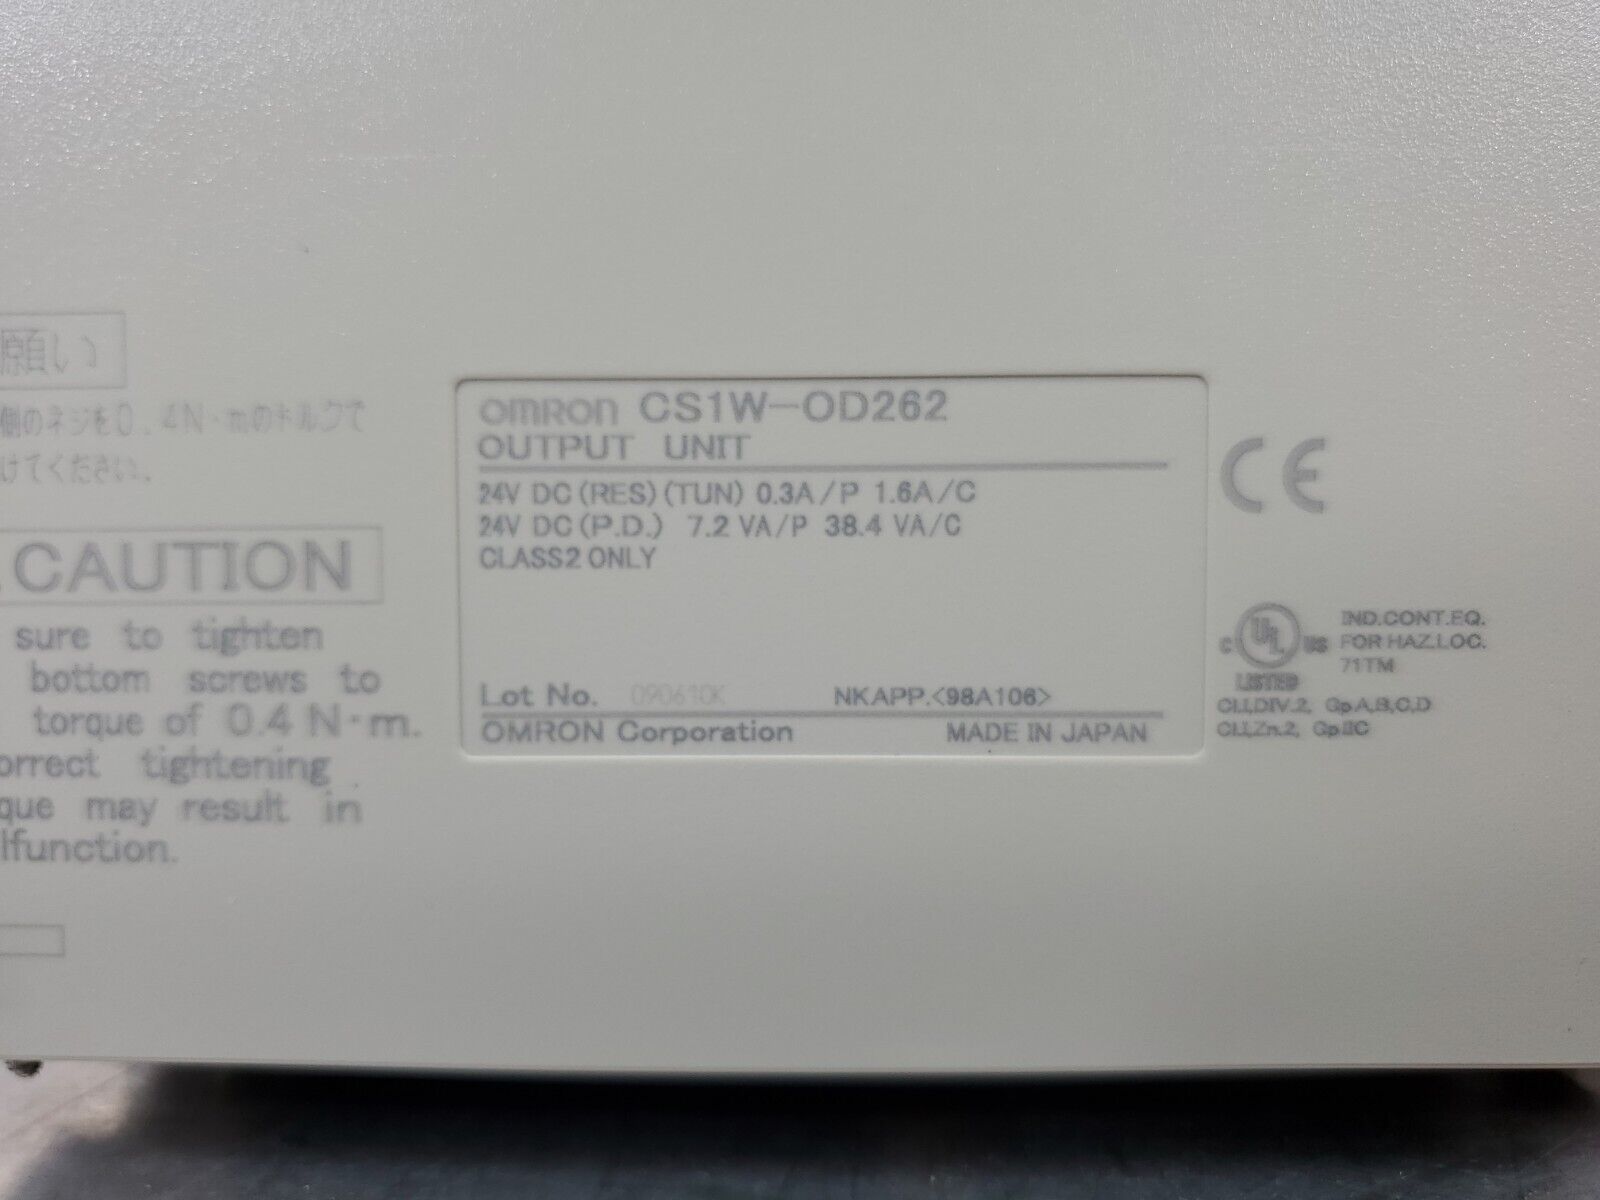 願い
側のネジを0.4N・mのトルクで
けてください。
CAUTION
sure to tighten
bottom screws to
torque of 0.4 N・m.
orrect tightening
que may result in
lfunction.
OMRON CS1W-OD262
OUTPUT UNIT
24V DC (RES) (TUN) 0.3A/P 1.6A/C
24V DC (P.D.) 7.2 VA/P 38.4 VA/C
CLASS2 ONLY
Lot No. 090610K NKAPP.<98A106>
OMRON Corporation MADE IN JAPAN
CE
C UL US IND.CONT.EQ.
FOR HAZ.LOC.
71TM
LISTED
CI.I,DIV.2, Gp.A,B,C,D
CI.I,Zn.2, Gp.IIC